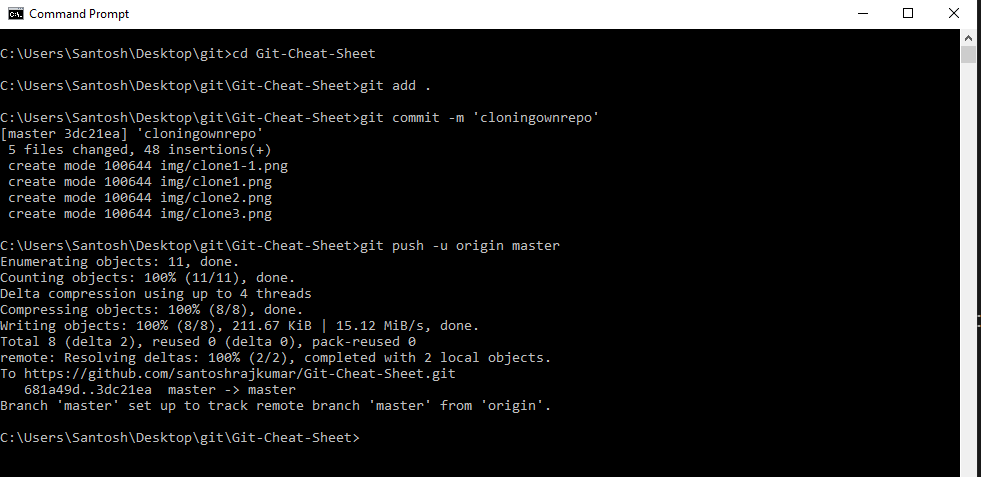 Command Prompt
C:\Users\Santosh\Desktop\git>cd Git-Cheat-Sheet
C:\Users\Santosh\Desktop\git\Git-Cheat-Sheet>git add .
C:\Users\Santosh\Desktop\git\Git-Cheat-Sheet>git commit -m 'cloningownrepo'
[master 3dc21ea] 'cloningownrepo'
 5 files changed, 48 insertions(+)
 create mode 100644 img/clone1-1.png
 create mode 100644 img/clone1.png
 create mode 100644 img/clone2.png
 create mode 100644 img/clone3.png
C:\Users\Santosh\Desktop\git\Git-Cheat-Sheet>git push -u origin master
Enumerating objects: 11, done.
Counting objects: 100% (11/11), done.
Delta compression using up to 4 threads
Compressing objects: 100% (8/8), done.
Writing objects: 100% (8/8), 211.67 KiB | 15.12 MiB/s, done.
Total 8 (delta 2), reused 0 (delta 0), pack-reused 0
remote: Resolving deltas: 100% (2/2), completed with 2 local objects.
To https://github.com/santoshrajkumar/Git-Cheat-Sheet.git
   681a49d..3dc21ea  master -> master
Branch 'master' set up to track remote branch 'master' from 'origin'.
C:\Users\Santosh\Desktop\git\Git-Cheat-Sheet>